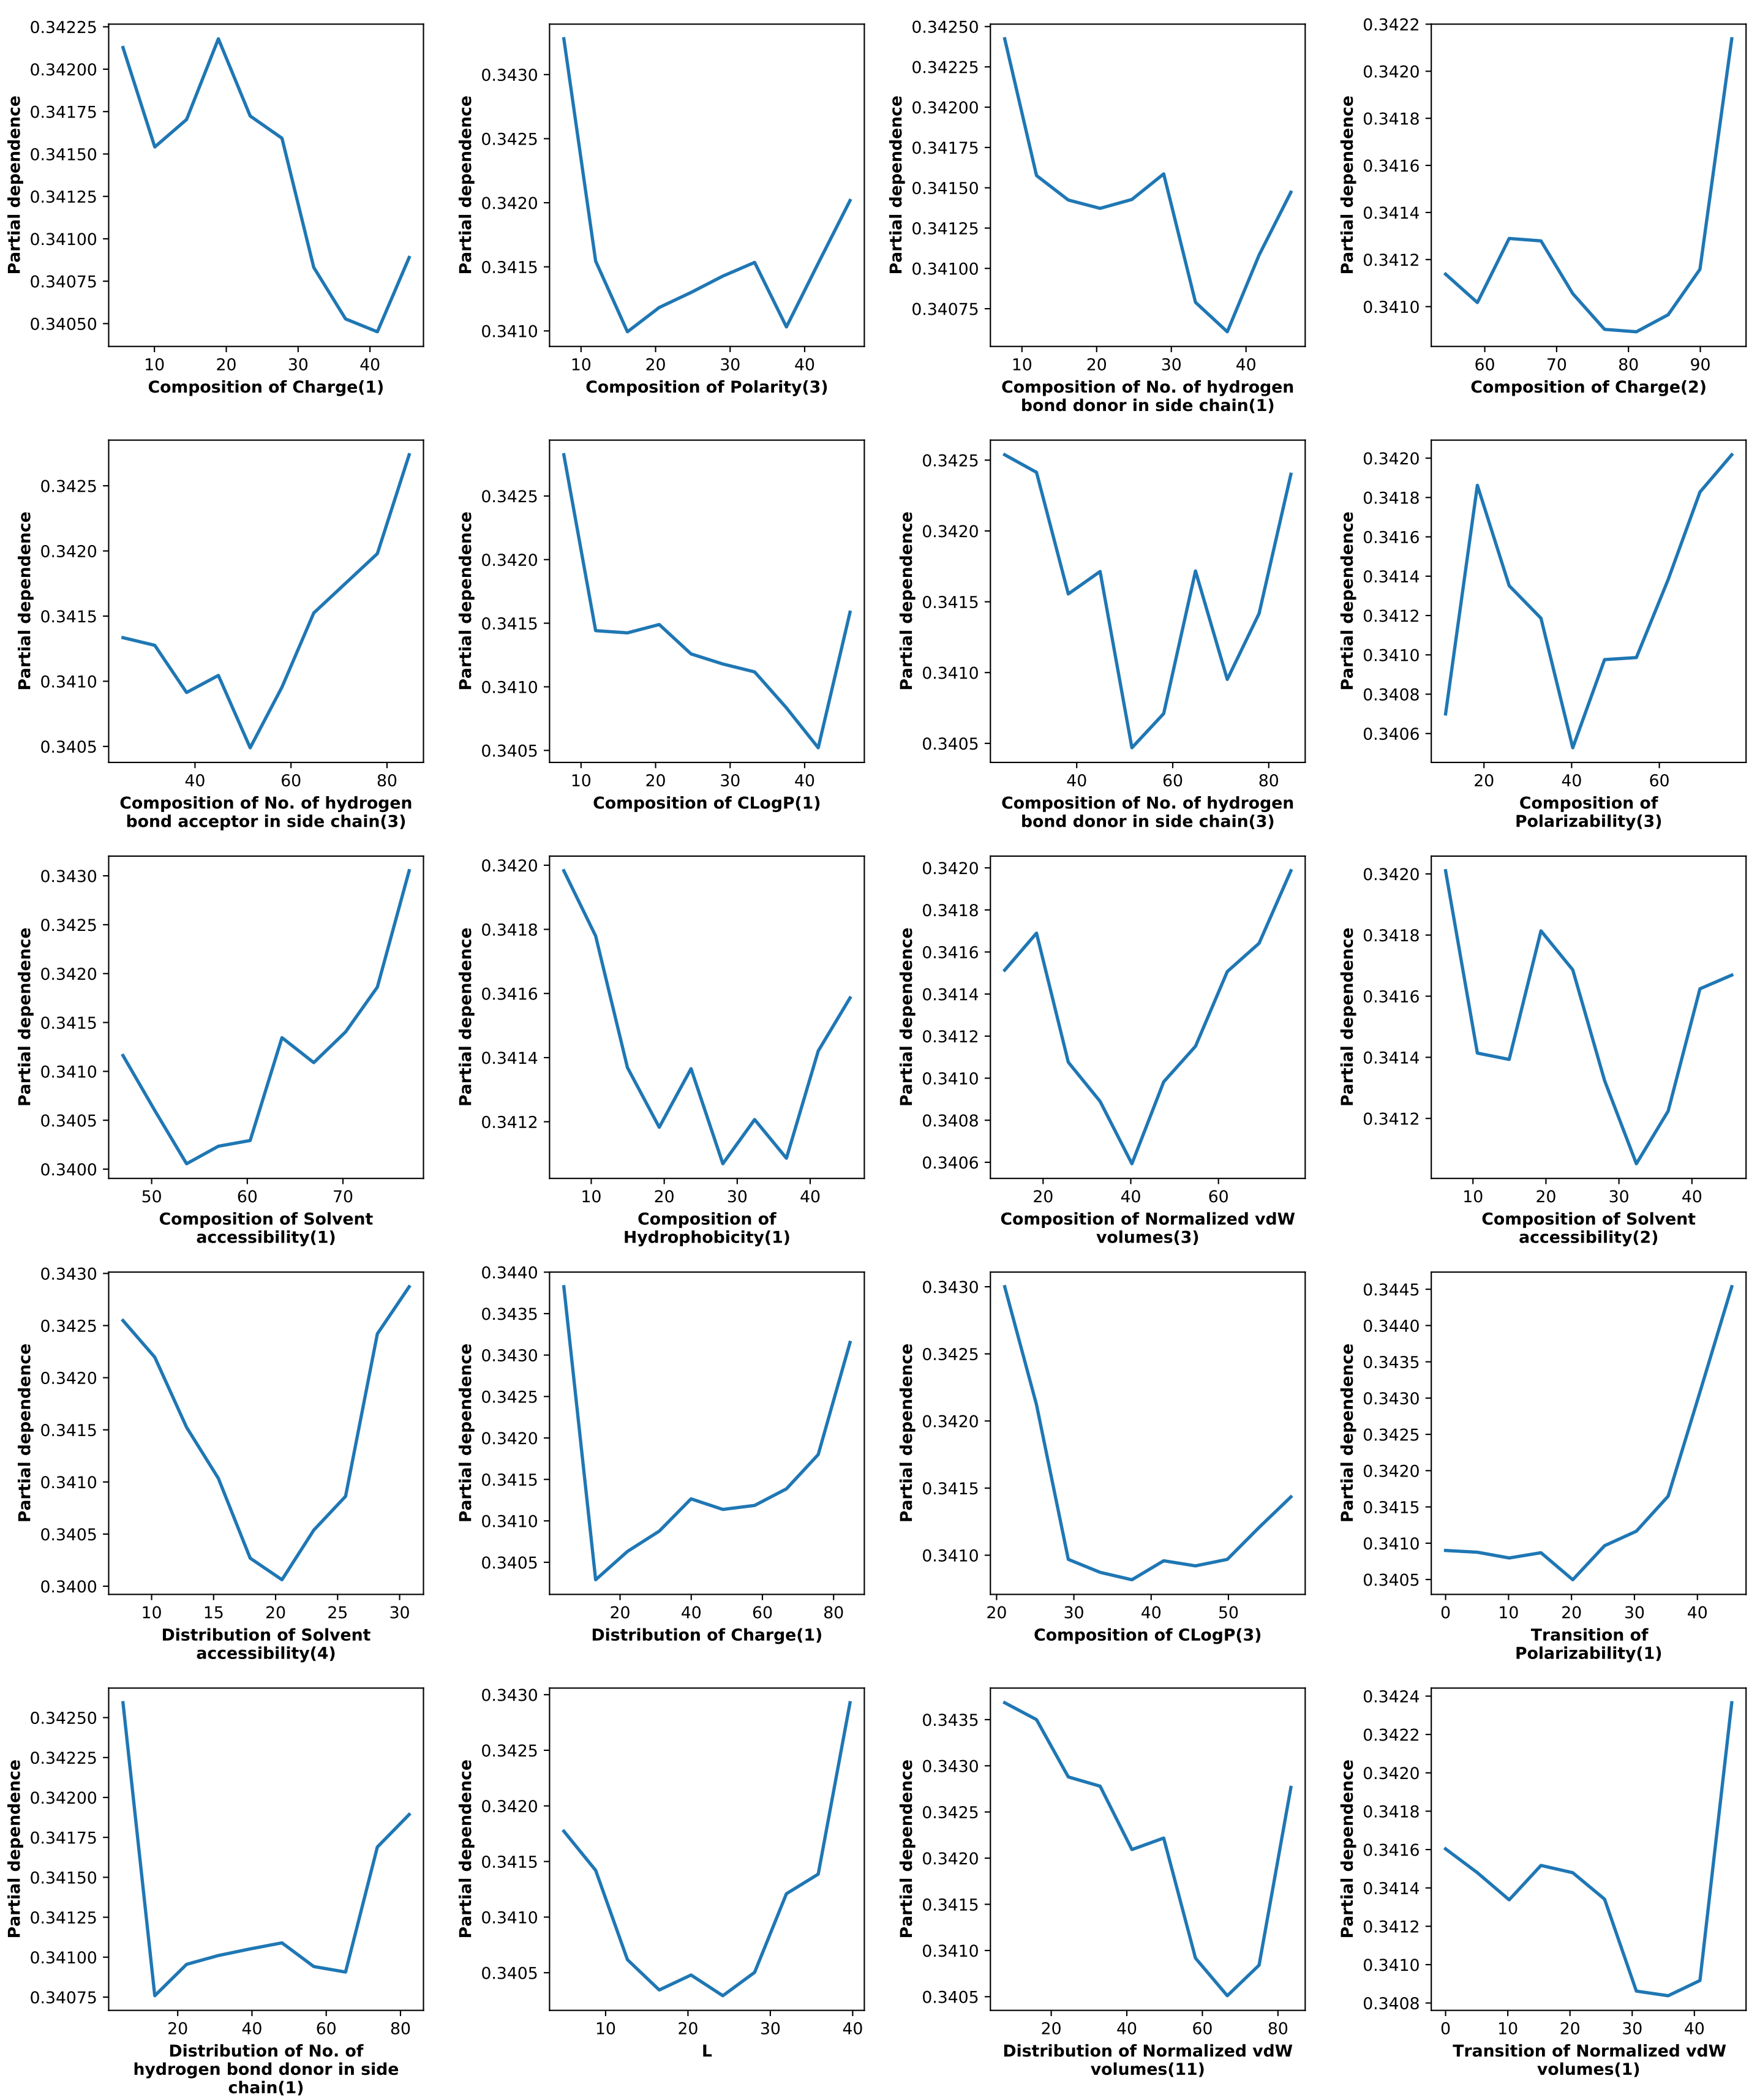 0.34225
0.34200
0.34175
0.34150
0.34125
0.34100
0.34075
0.34050
Partial dependence
10 20 30 40
Composition of Charge(1)
0.3430
0.3425
0.3420
0.3415
0.3410
Partial dependence
10 20 30 40
Composition of Polarity(3)
0.34250
0.34225
0.34200
0.34175
0.34150
0.34125
0.34100
0.34075
Partial dependence
10 20 30 40
Composition of No. of hydrogen
bond donor in side chain(1)
0.3422
0.3420
0.3418
0.3416
0.3414
0.3412
0.3410
Partial dependence
60 70 80 90
Composition of Charge(2)
0.3425
0.3420
0.3415
0.3410
0.3405
Partial dependence
40 60 80
Composition of No. of hydrogen
bond acceptor in side chain(3)
0.3425
0.3420
0.3415
0.3410
0.3405
Partial dependence
10 20 30 40
Composition of CLogP(1)
0.3425
0.3420
0.3415
0.3410
0.3405
Partial dependence
40 60 80
Composition of No. of hydrogen
bond donor in side chain(3)
0.3420
0.3418
0.3416
0.3414
0.3412
0.3410
0.3408
0.3406
Partial dependence
20 40 60
Composition of
Polarizability(3)
0.3430
0.3425
0.3420
0.3415
0.3410
0.3405
0.3400
Partial dependence
50 60 70
Composition of Solvent
accessibility(1)
0.3420
0.3418
0.3416
0.3414
0.3412
Partial dependence
10 20 30 40
Composition of
Hydrophobicity(1)
0.3420
0.3418
0.3416
0.3414
0.3412
0.3410
0.3408
0.3406
Partial dependence
20 40 60
Composition of Normalized vdW
volumes(3)
0.3420
0.3418
0.3416
0.3414
0.3412
Partial dependence
10 20 30 40
Composition of Solvent
accessibility(2)
0.3430
0.3425
0.3420
0.3415
0.3410
0.3405
0.3400
Partial dependence
10 15 20 25 30
Distribution of Solvent
accessibility(4)
0.3440
0.3435
0.3430
0.3425
0.3420
0.3415
0.3410
0.3405
Partial dependence
20 40 60 80
Distribution of Charge(1)
0.3430
0.3425
0.3420
0.3415
0.3410
Partial dependence
20 30 40 50
Composition of CLogP(3)
0.3445
0.3440
0.3435
0.3430
0.3425
0.3420
0.3415
0.3410
0.3405
Partial dependence
0 10 20 30 40
Transition of
Polarizability(1)
0.34250
0.34225
0.34200
0.34175
0.34150
0.34125
0.34100
0.34075
Partial dependence
20 40 60 80
Distribution of No. of
hydrogen bond donor in side
chain(1)
0.3430
0.3425
0.3420
0.3415
0.3410
0.3405
Partial dependence
10 20 30 40
L
0.3435
0.3430
0.3425
0.3420
0.3415
0.3410
0.3405
Partial dependence
20 40 60 80
Distribution of Normalized vdW
volumes(11)
0.3424
0.3422
0.3420
0.3418
0.3416
0.3414
0.3412
0.3410
0.3408
Partial dependence
0 10 20 30 40
Transition of Normalized vdW
volumes(1)